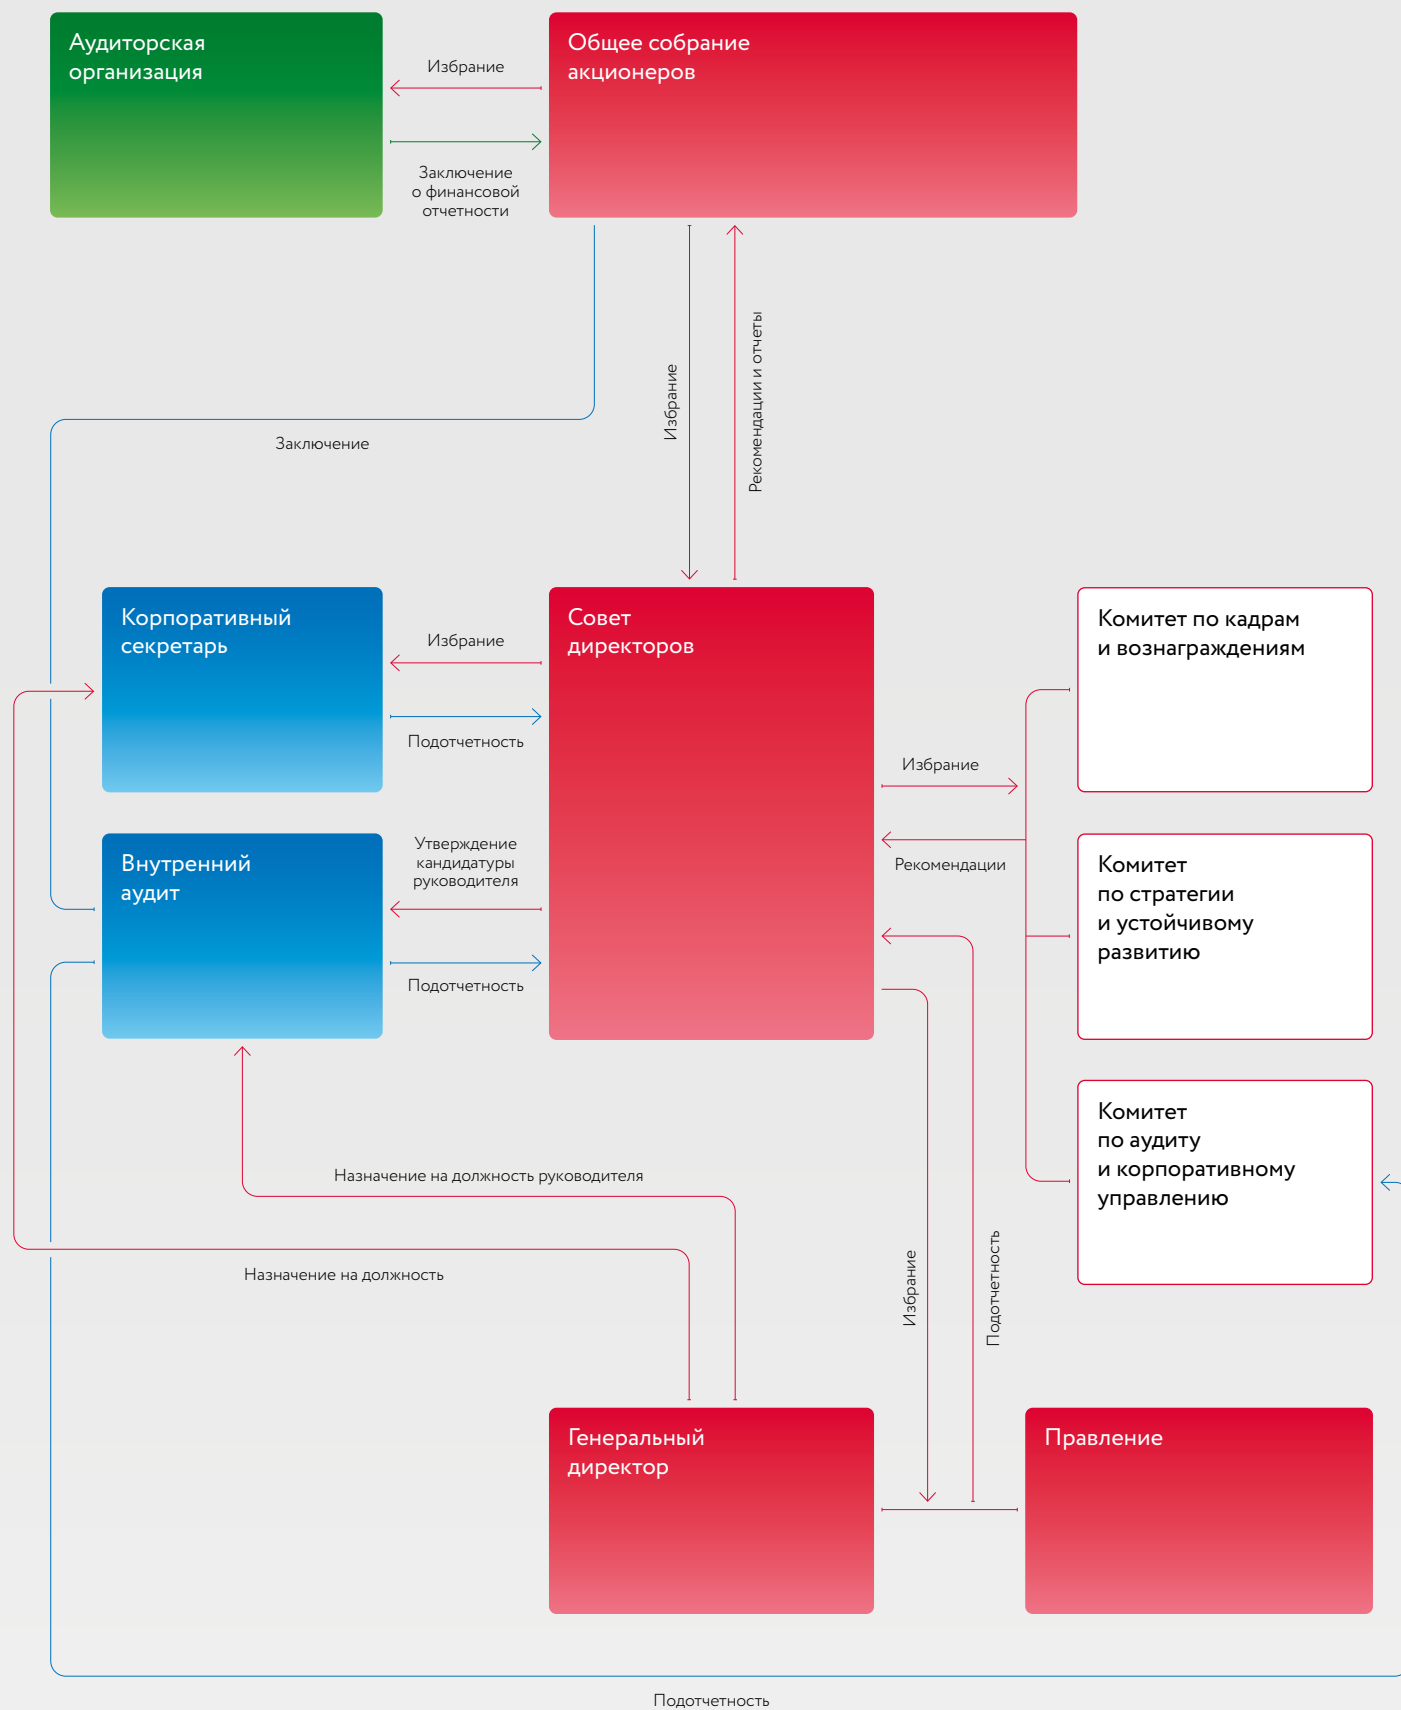 Аудиторская
организация
Избрание
Заключение
о финансовой
отчетности
Общее собрание
акционеров
Заключение
Избрание
Рекомендации и отчеты
Корпоративный
секретарь
Избрание
Подотчетность
Совет
директоров
Комитет по кадрам
и вознаграждениям
Избрание
Рекомендации
Внутренний
аудит
Утверждение
кандидатуры
руководителя
Подотчетность
Комитет
по стратегии
и устойчивому
развитию
Комитет
по аудиту
и корпоративному
управлению
Назначение на должность руководителя
Назначение на должность
Избрание
Подотчетность
Генеральный
директор
Правление
Подотчетность